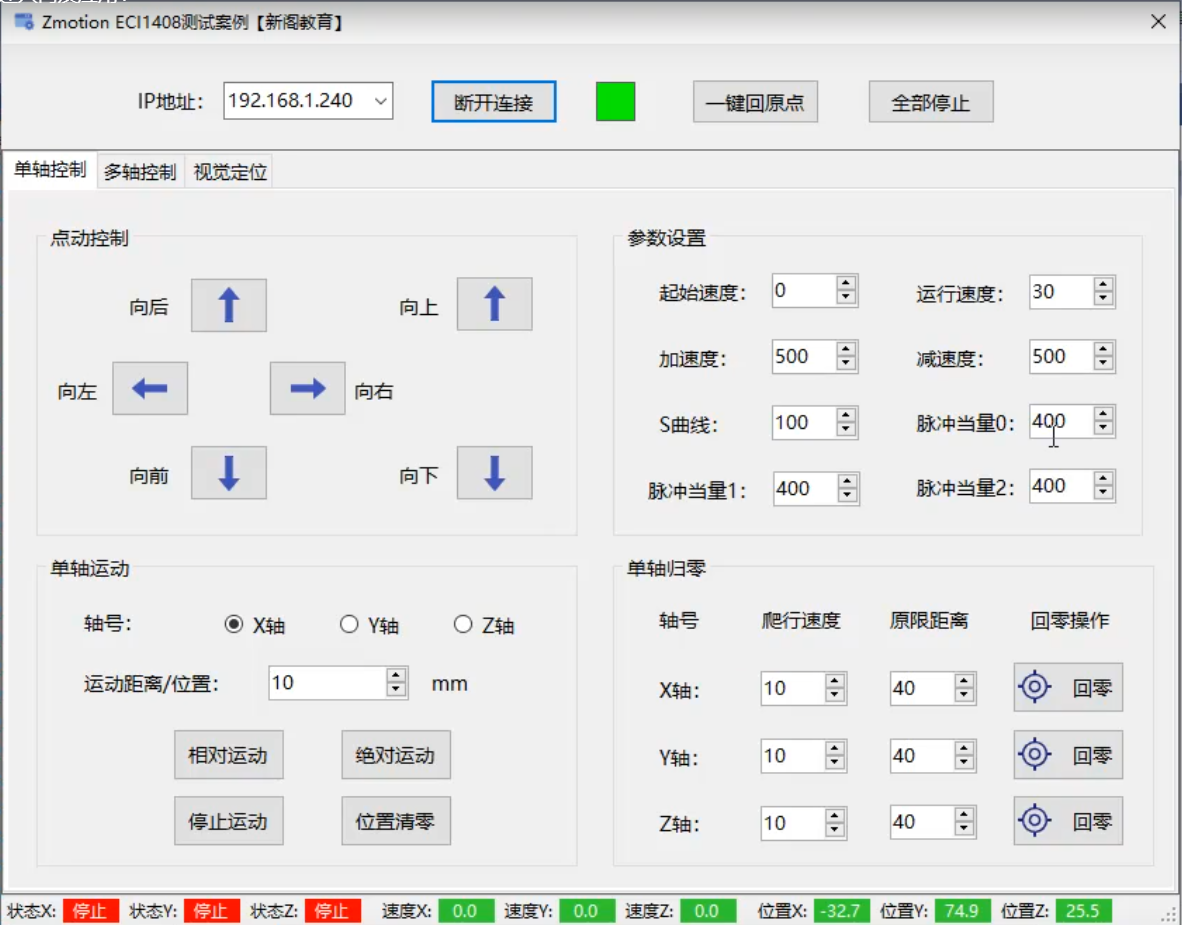 Zmotion ECI1408测试案例【新阁教育】
IP地址： 192.168.1.240 断开连接 一键回原点 全部停止
单轴控制 多轴控制 视觉定位
点动控制
向后 向上
向左 向右
向前 向下
参数设置
起始速度： 0 运行速度： 30
加速度： 500 减速度： 500
S曲线： 100 脉冲当量0： 400
脉冲当量1： 400 脉冲当量2： 400
单轴运动
轴号： X轴 Y轴 Z轴
运动距离/位置： 10 mm
相对运动 绝对运动
停止运动 位置清零
单轴归零
轴号 爬行速度 原限距离 回零操作
X轴： 10 40 回零
Y轴： 10 40 回零
Z轴： 10 40 回零
状态X: 停止 状态Y: 停止 状态Z: 停止 速度X: 0.0 速度Y: 0.0 速度Z: 0.0 位置X: -32.7 位置Y: 74.9 位置Z: 25.5